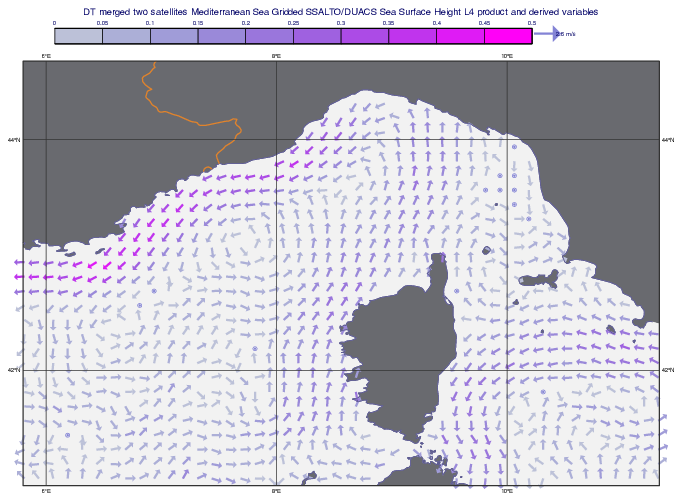 DT merged two satellites Mediterranean Sea Gridded SSALTO/DUACS Sea Surface Height L4 product and derived variables
0 0.05 0.1 0.15 0.2 0.25 0.3 0.35 0.4 0.45 0.5
m/s
6°E 8°E 10°E
44°N 44°N
42°N 42°N
6°E 8°E 10°E